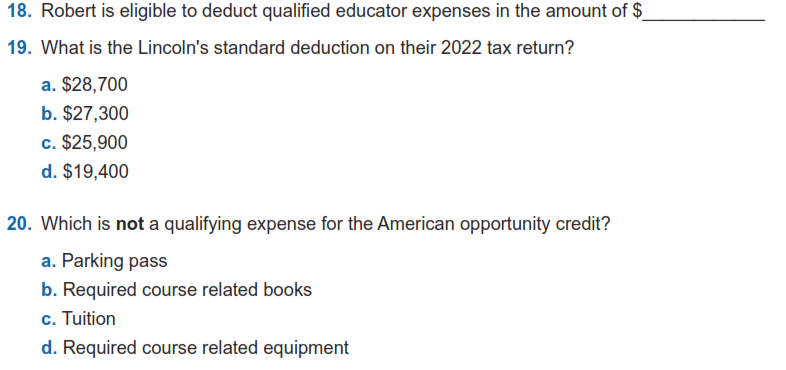 18. Robert is eligible to deduct qualified educator expenses in the amount of $____________
19. What is the Lincoln's standard deduction on their 2022 tax return?
a. $28,700
b. $27,300
c. $25,900
d. $19,400
20. Which is not a qualifying expense for the American opportunity credit?
a. Parking pass
b. Required course related books
c. Tuition
d. Required course related equipment